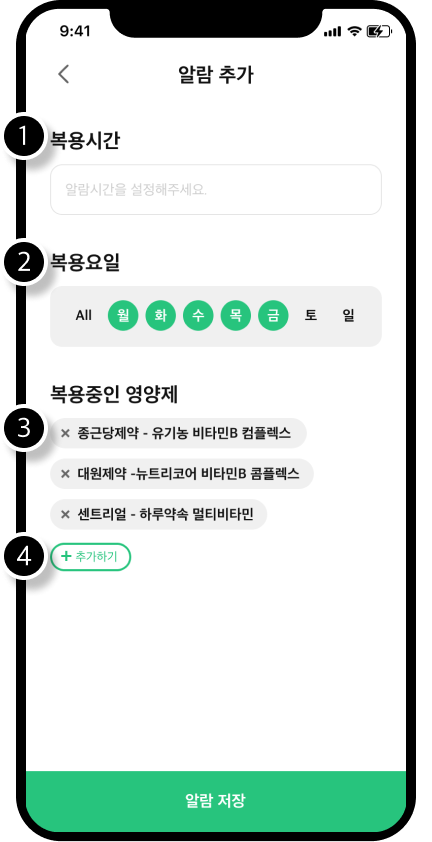 9:41
알람 추가
1 복용시간
알람시간을 설정해주세요.
2 복용요일
All 월 화 수 목 금 토 일
복용중인 영양제
3 × 종근당제약 - 유기농 비타민B 컴플렉스
× 대원제약 -뉴트리코어 비타민B 콤플렉스
× 센트리얼 - 하루약속 멀티비타민
4 + 추가하기
알람 저장